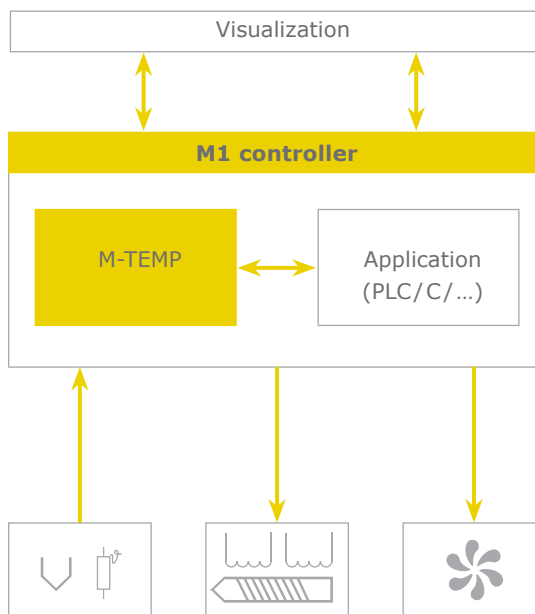 Visualization
M1 controller
M-TEMP
Application
(PLC/C/…)
ϑ